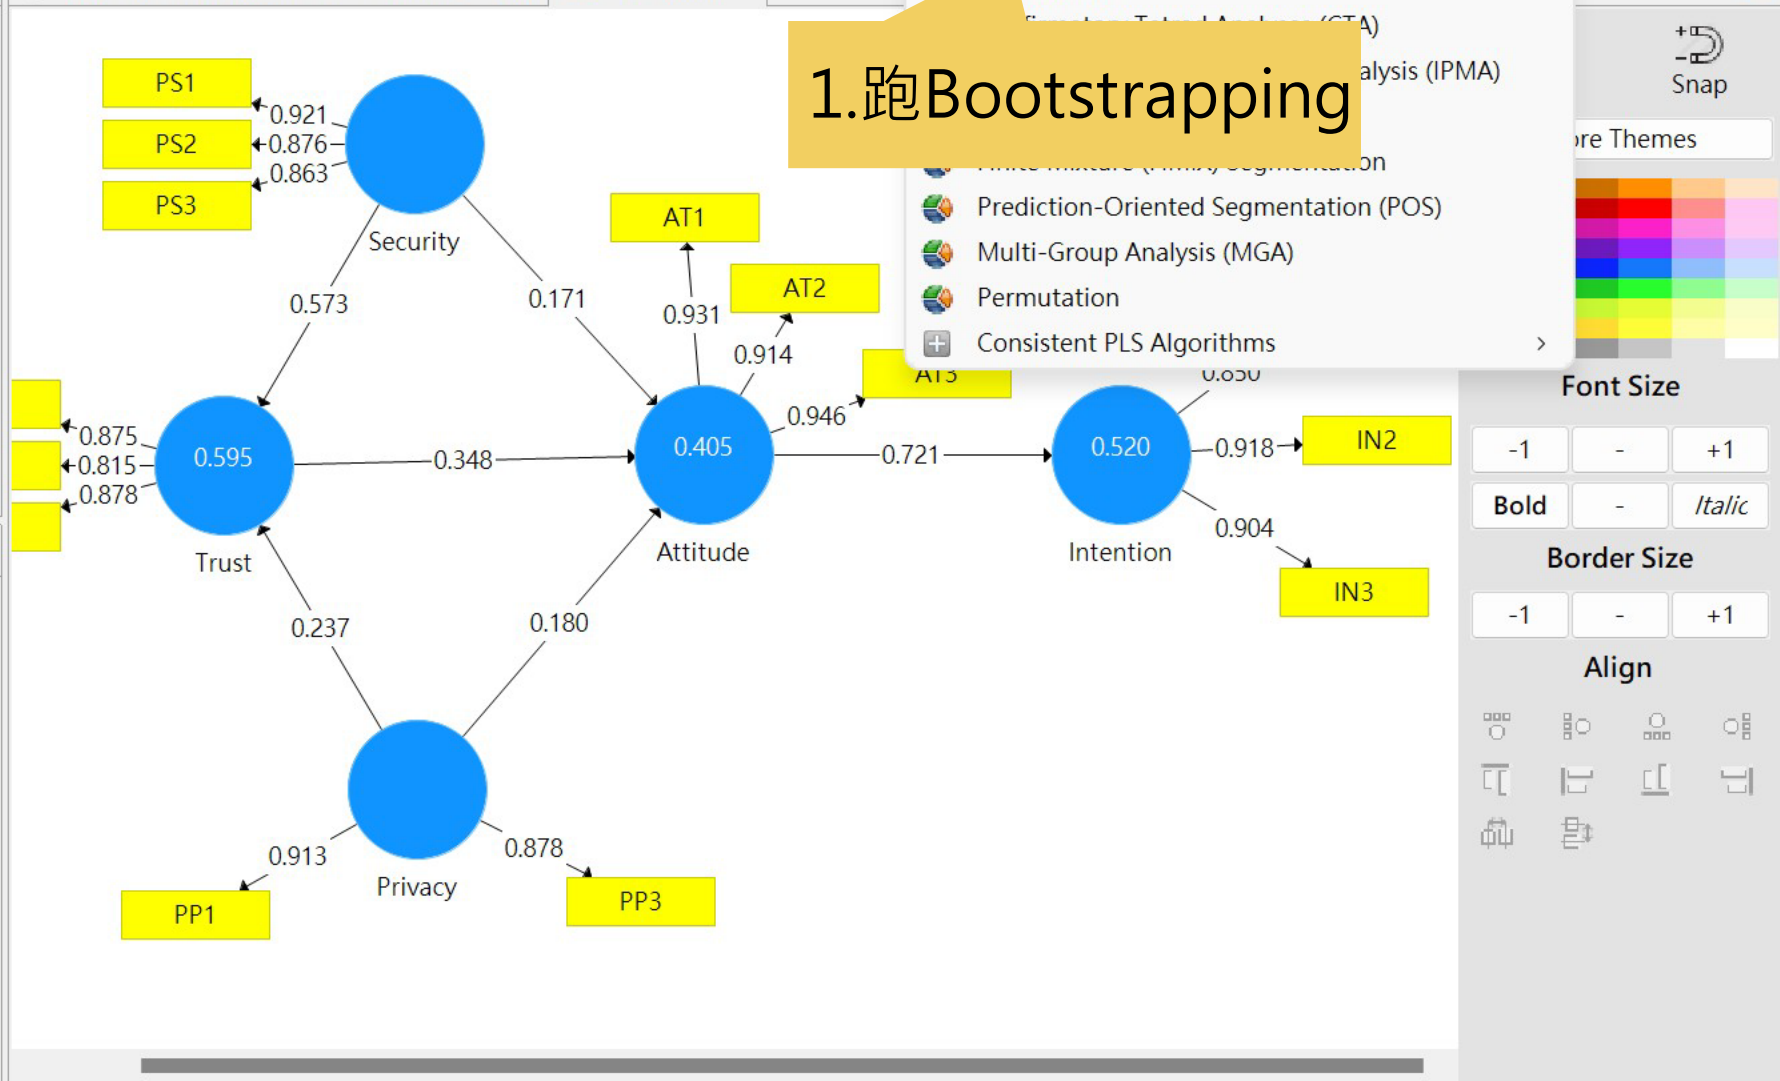 1.跑Bootstrapping
alysis (IPMA)
Prediction-Oriented Segmentation (POS)
Multi-Group Analysis (MGA)
Permutation
Consistent PLS Algorithms
Snap
ore Themes
Font Size
-1 - +1
Bold - Italic
Border Size
-1 - +1
Align
PS1
PS2
PS3
0.921
0.876
0.863
Security
0.573
0.171
AT1
AT2
AT3
0.931
0.914
0.946
0.875
0.815
0.878
0.595
Trust
0.348
0.405
Attitude
0.721
0.520
Intention
0.850
0.918
IN2
0.904
IN3
0.237
0.180
Privacy
0.913
0.878
PP1
PP3